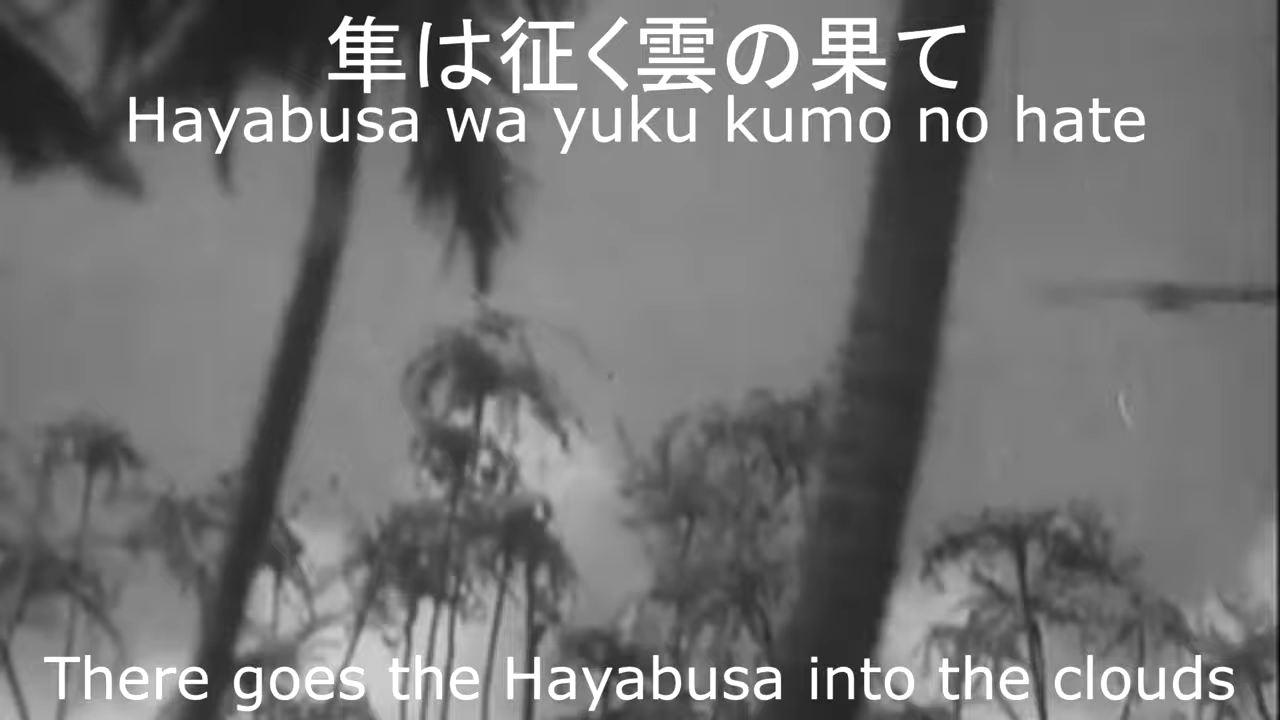 隼は征く雲の果て
Hayabusa wa yuku kumo no hate
There goes the Hayabusa into the clouds